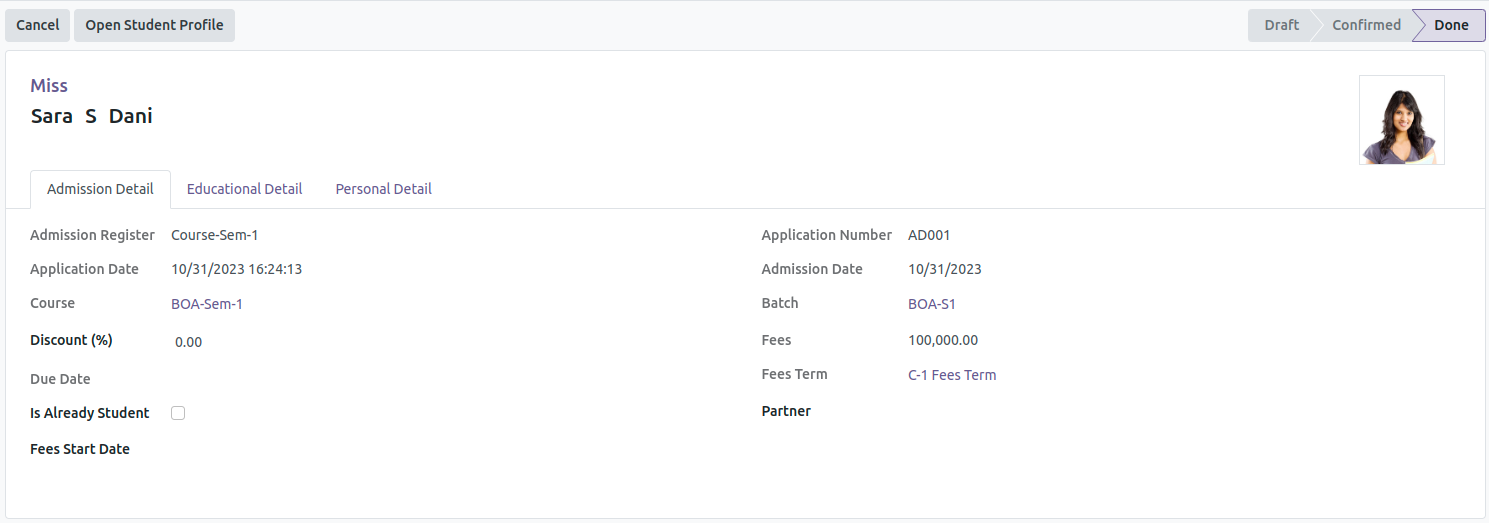 Cancel Open Student Profile Draft Confirmed Done
Miss
Sara S Dani
Admission Detail Educational Detail Personal Detail
Admission Register Course-Sem-1 Application Number AD001
Application Date 10/31/2023 16:24:13 Admission Date 10/31/2023
Course BOA-Sem-1 Batch BOA-S1
Discount (%) 0.00 Fees 100,000.00
Due Date Fees Term C-1 Fees Term
Is Already Student Partner
Fees Start Date